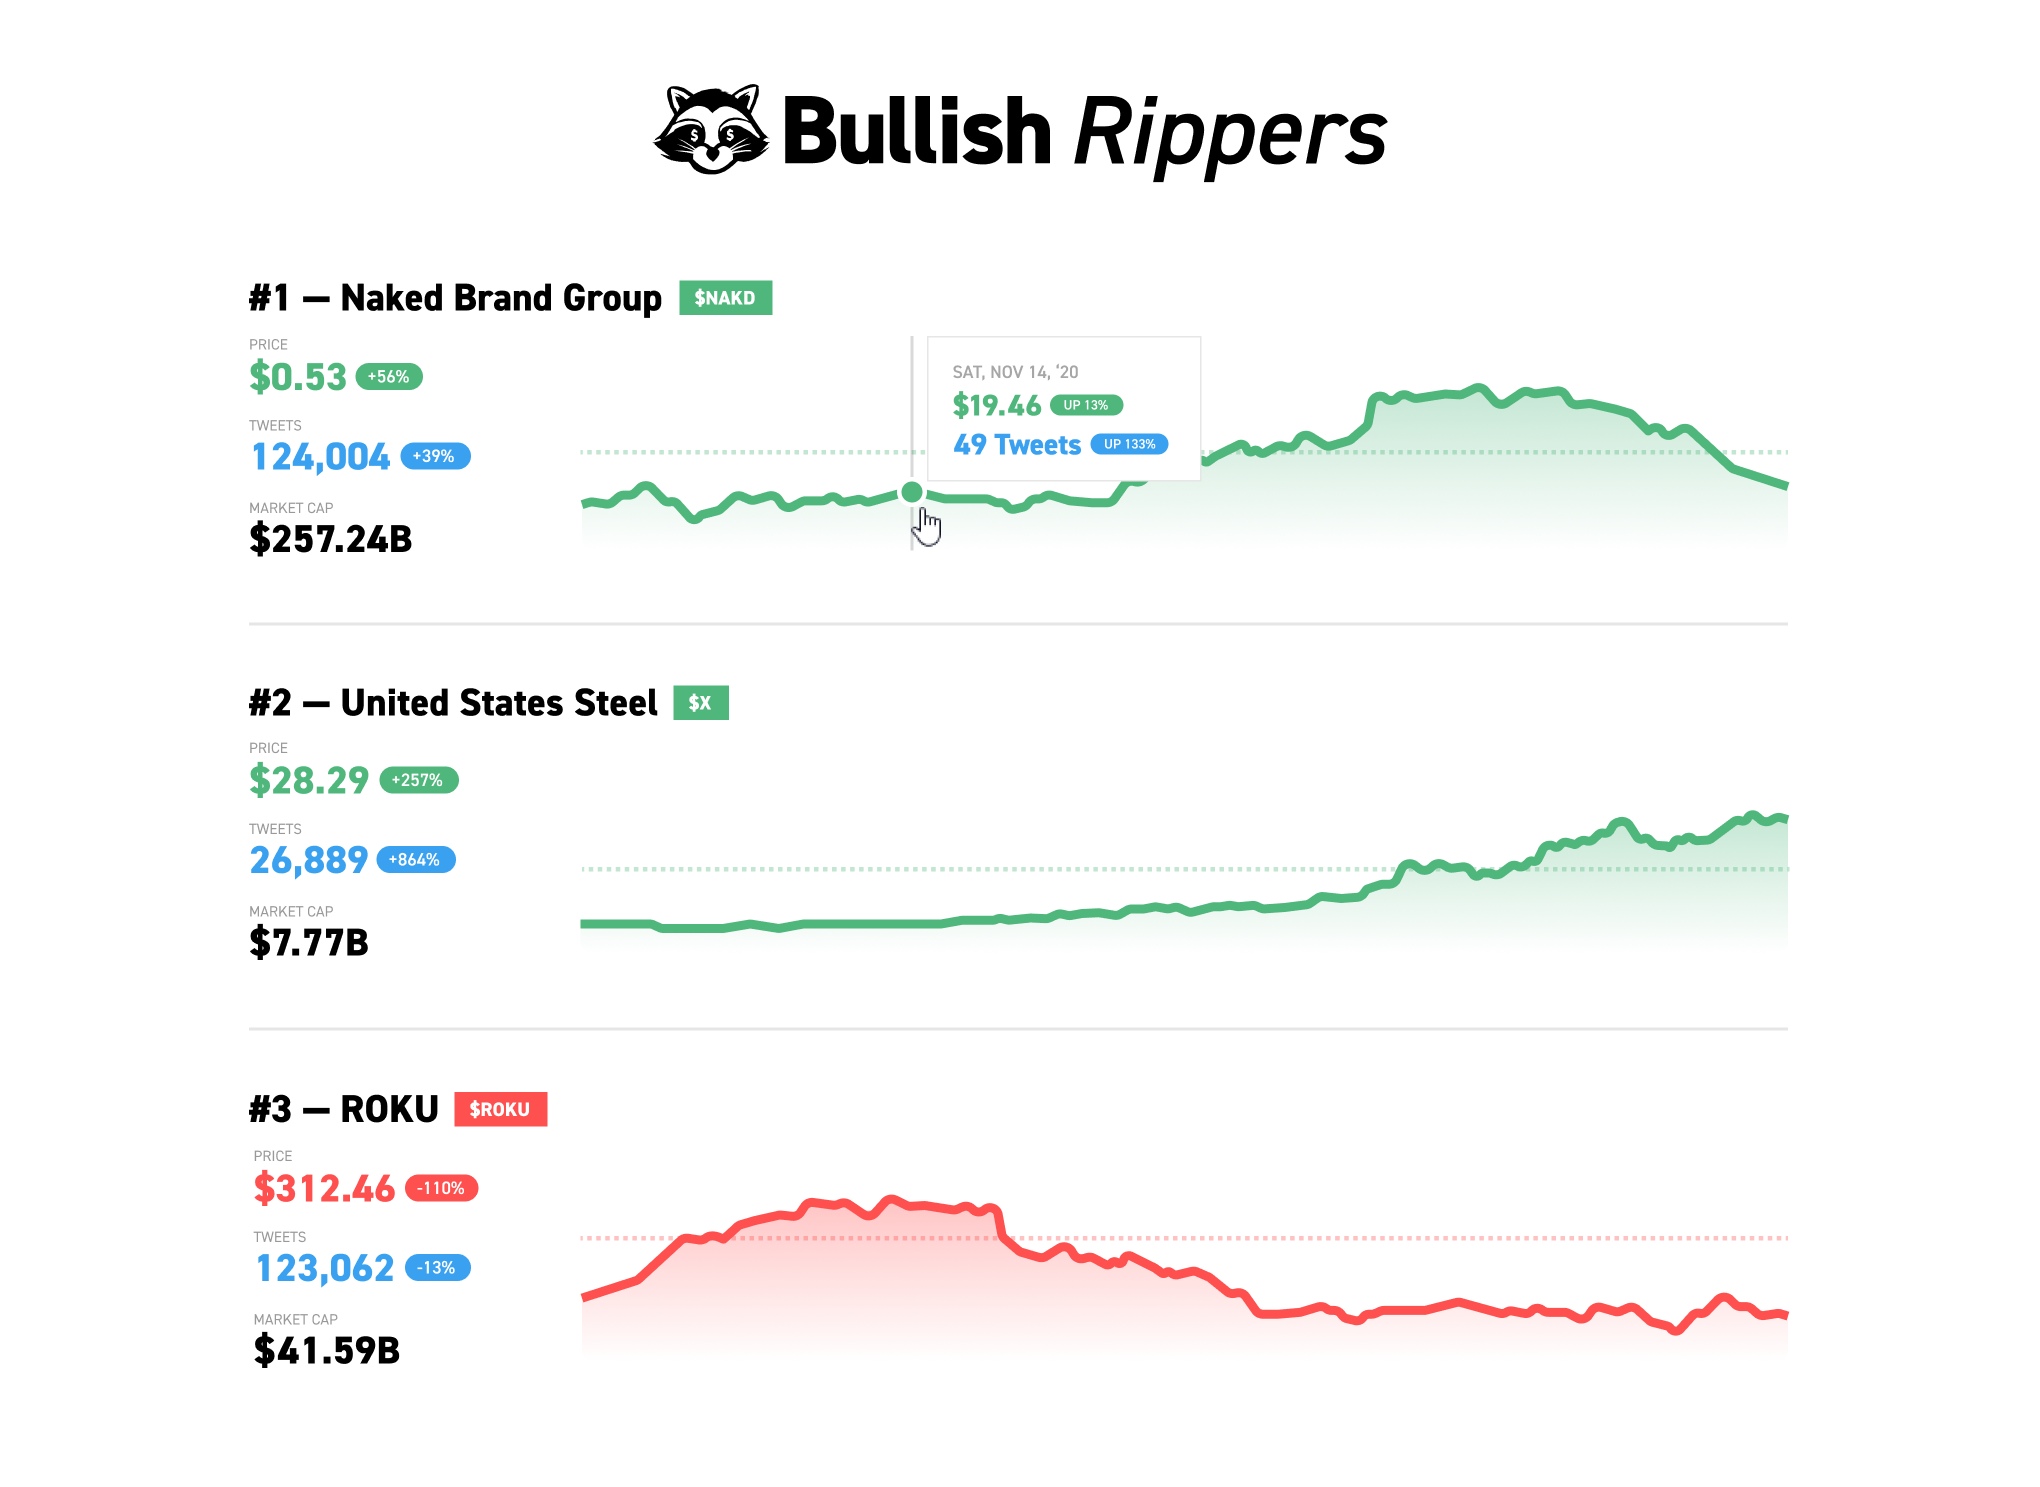 Bullish Rippers
#1 — Naked Brand Group $NAKD
PRICE
$0.53 +56%
TWEETS
124,004 +39%
MARKET CAP
$257.24B
SAT, NOV 14, ‘20
$19.46 UP 13%
49 Tweets UP 133%
#2 — United States Steel $X
PRICE
$28.29 +257%
TWEETS
26,889 +864%
MARKET CAP
$7.77B
#3 — ROKU $ROKU
PRICE
$312.46 -110%
TWEETS
123,062 -13%
MARKET CAP
$41.59B